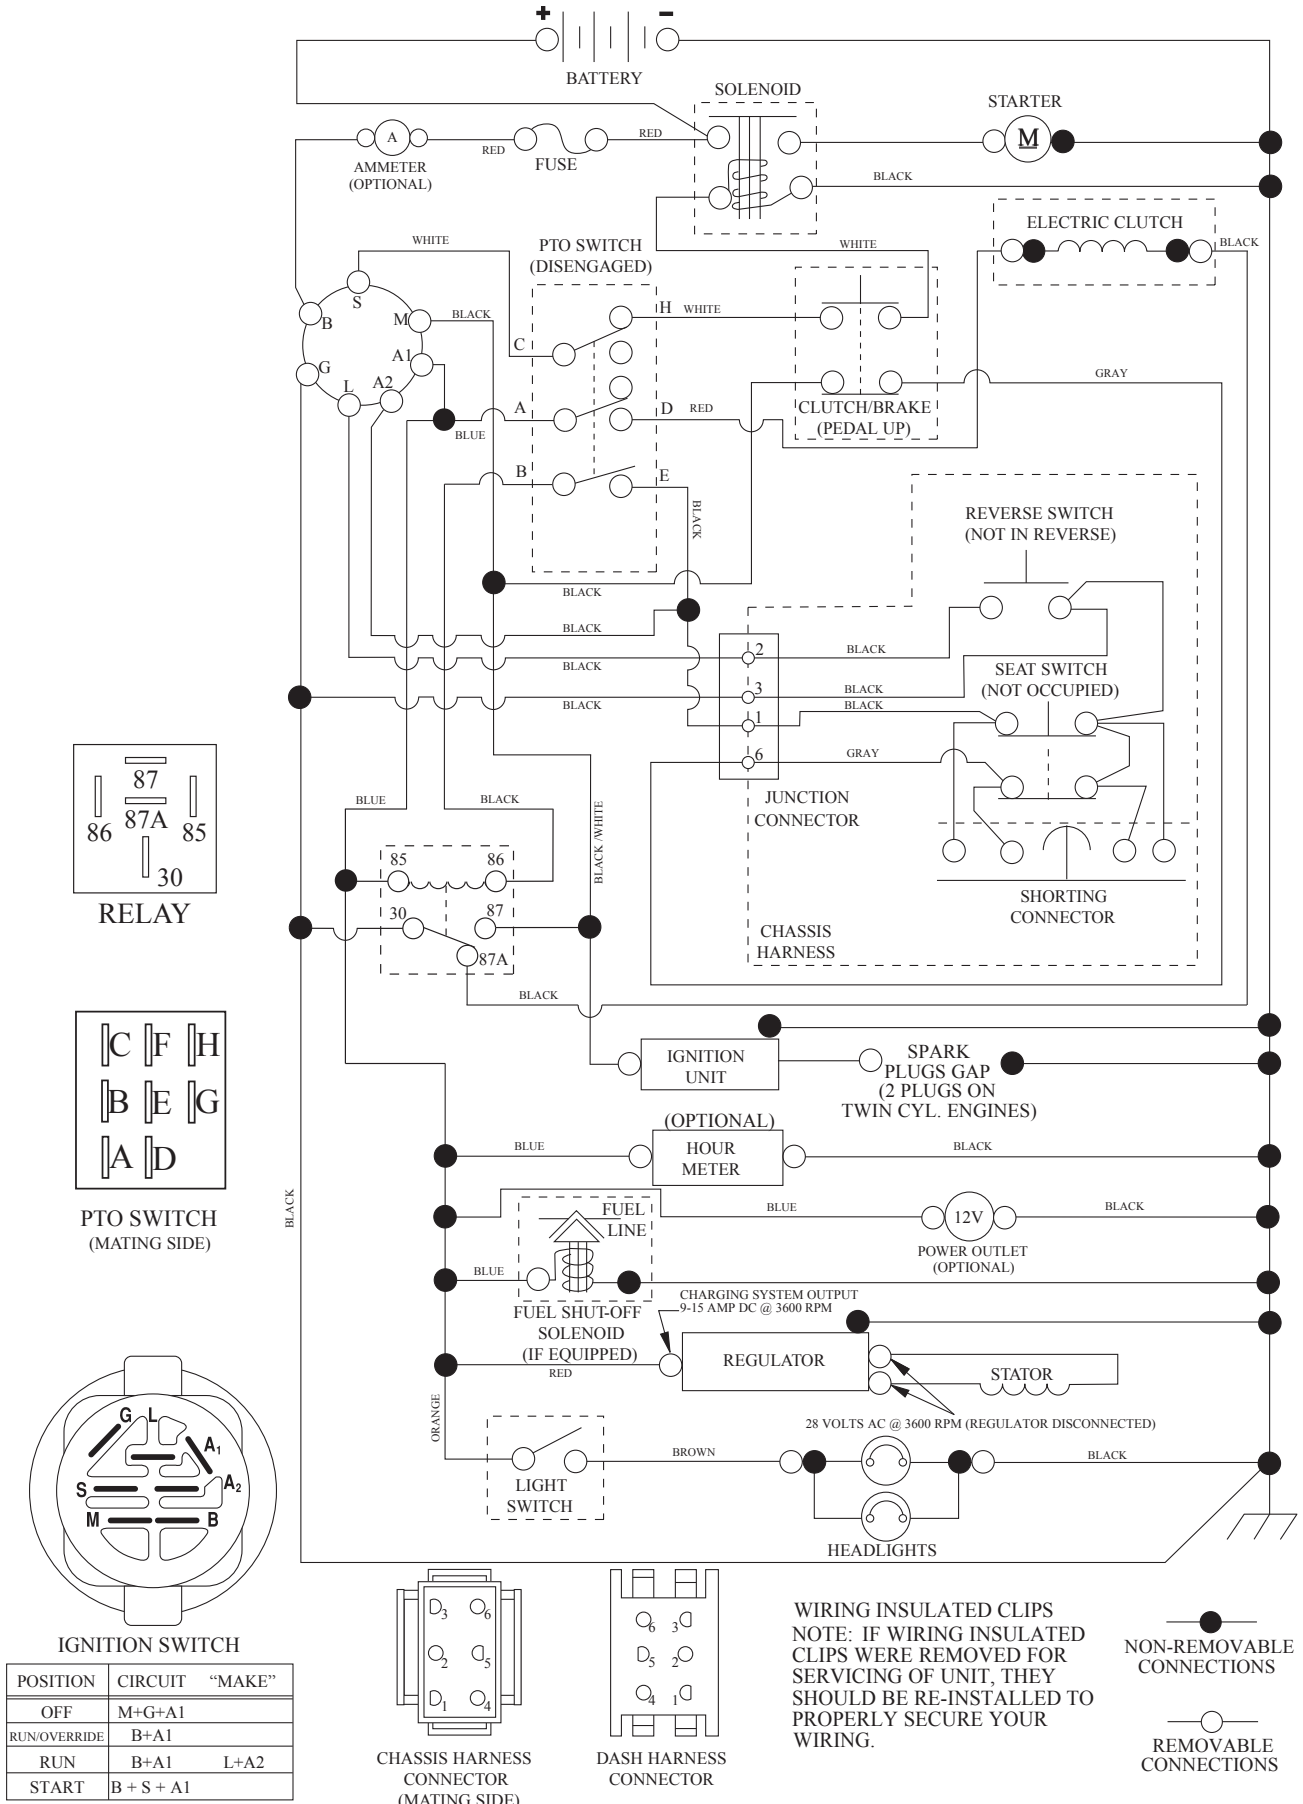 + −
BATTERY
SOLENOID
STARTER
A
AMMETER
(OPTIONAL)
RED
FUSE
RED
M
BLACK
ELECTRIC CLUTCH
BLACK
WHITE
PTO SWITCH
(DISENGAGED)
WHITE
S
B
M
BLACK
G
A1
L
A2
BLUE
C
H
WHITE
A
D
RED
B
E
BLACK
CLUTCH/BRAKE
(PEDAL UP)
GRAY
REVERSE SWITCH
(NOT IN REVERSE)
BLACK
BLACK
BLACK
2
BLACK
SEAT SWITCH
(NOT OCCUPIED)
3
BLACK
BLACK
BLACK
1
6
GRAY
JUNCTION
CONNECTOR
87
87A
86
85
30
RELAY
BLUE
BLACK
BLACK /WHITE
85
86
30
87
87A
SHORTING
CONNECTOR
CHASSIS
HARNESS
BLACK
C F H
B E G
A D
PTO SWITCH
(MATING SIDE)
BLACK
IGNITION
UNIT
SPARK
PLUGS GAP
(2 PLUGS ON
TWIN CYL. ENGINES)
(OPTIONAL)
HOUR
METER
BLUE
BLACK
FUEL
LINE
BLUE
12V
BLACK
POWER OUTLET
(OPTIONAL)
BLUE
FUEL SHUT-OFF
SOLENOID
(IF EQUIPPED)
CHARGING SYSTEM OUTPUT
9-15 AMP DC @ 3600 RPM
RED
REGULATOR
STATOR
28 VOLTS AC @ 3600 RPM (REGULATOR DISCONNECTED)
ORANGE
LIGHT
SWITCH
BROWN
BLACK
HEADLIGHTS
G L
A1
S
A2
M
B
IGNITION SWITCH
POSITION CIRCUIT “MAKE”
OFF M+G+A1
RUN/OVERRIDE B+A1
RUN B+A1 L+A2
START B + S + A1
3 6
2 5
1 4
CHASSIS HARNESS
CONNECTOR
(MATING SIDE)
6 3
5 2
4 1
DASH HARNESS
CONNECTOR
WIRING INSULATED CLIPS
NOTE: IF WIRING INSULATED
CLIPS WERE REMOVED FOR
SERVICING OF UNIT, THEY
SHOULD BE RE-INSTALLED TO
PROPERLY SECURE YOUR
WIRING.
NON-REMOVABLE
CONNECTIONS
REMOVABLE
CONNECTIONS